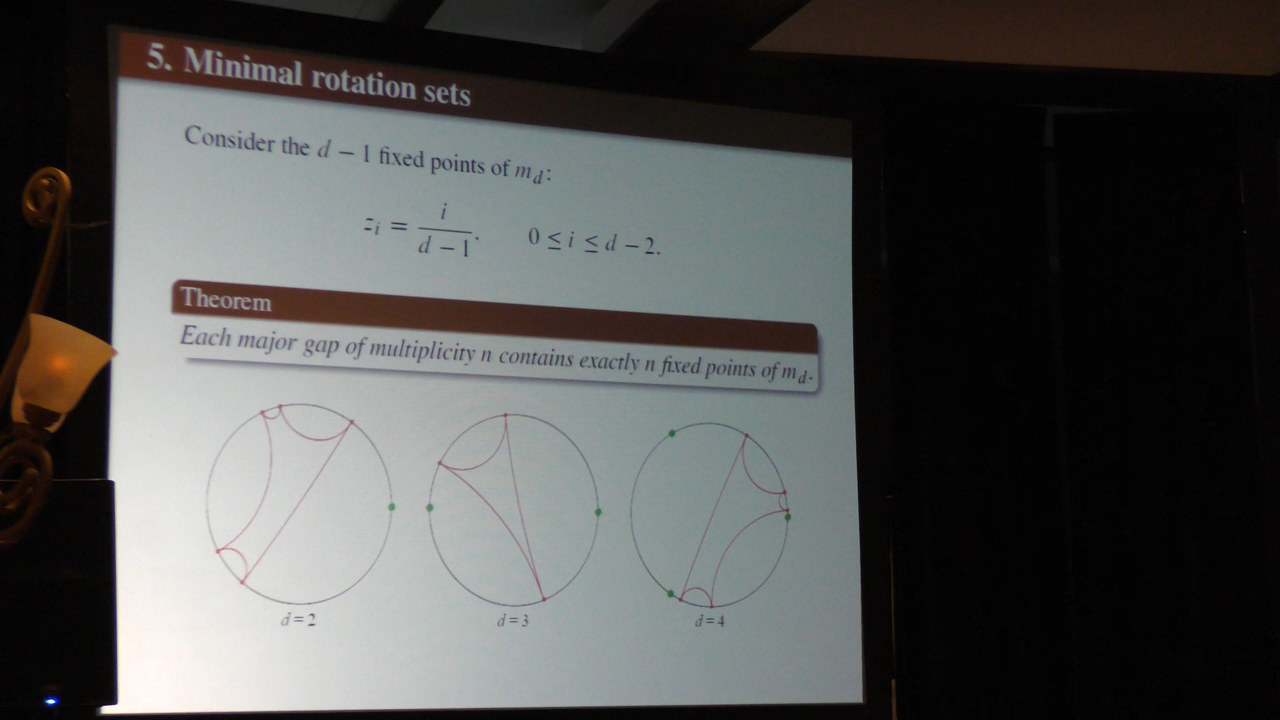 5. Minimal rotation sets
Consider the d − 1 fixed points of m_d:
z_i = i / (d − 1),  0 ≤ i ≤ d − 2.
Theorem
Each major gap of multiplicity n contains exactly n fixed points of m_d.
d = 2  d = 3  d = 4